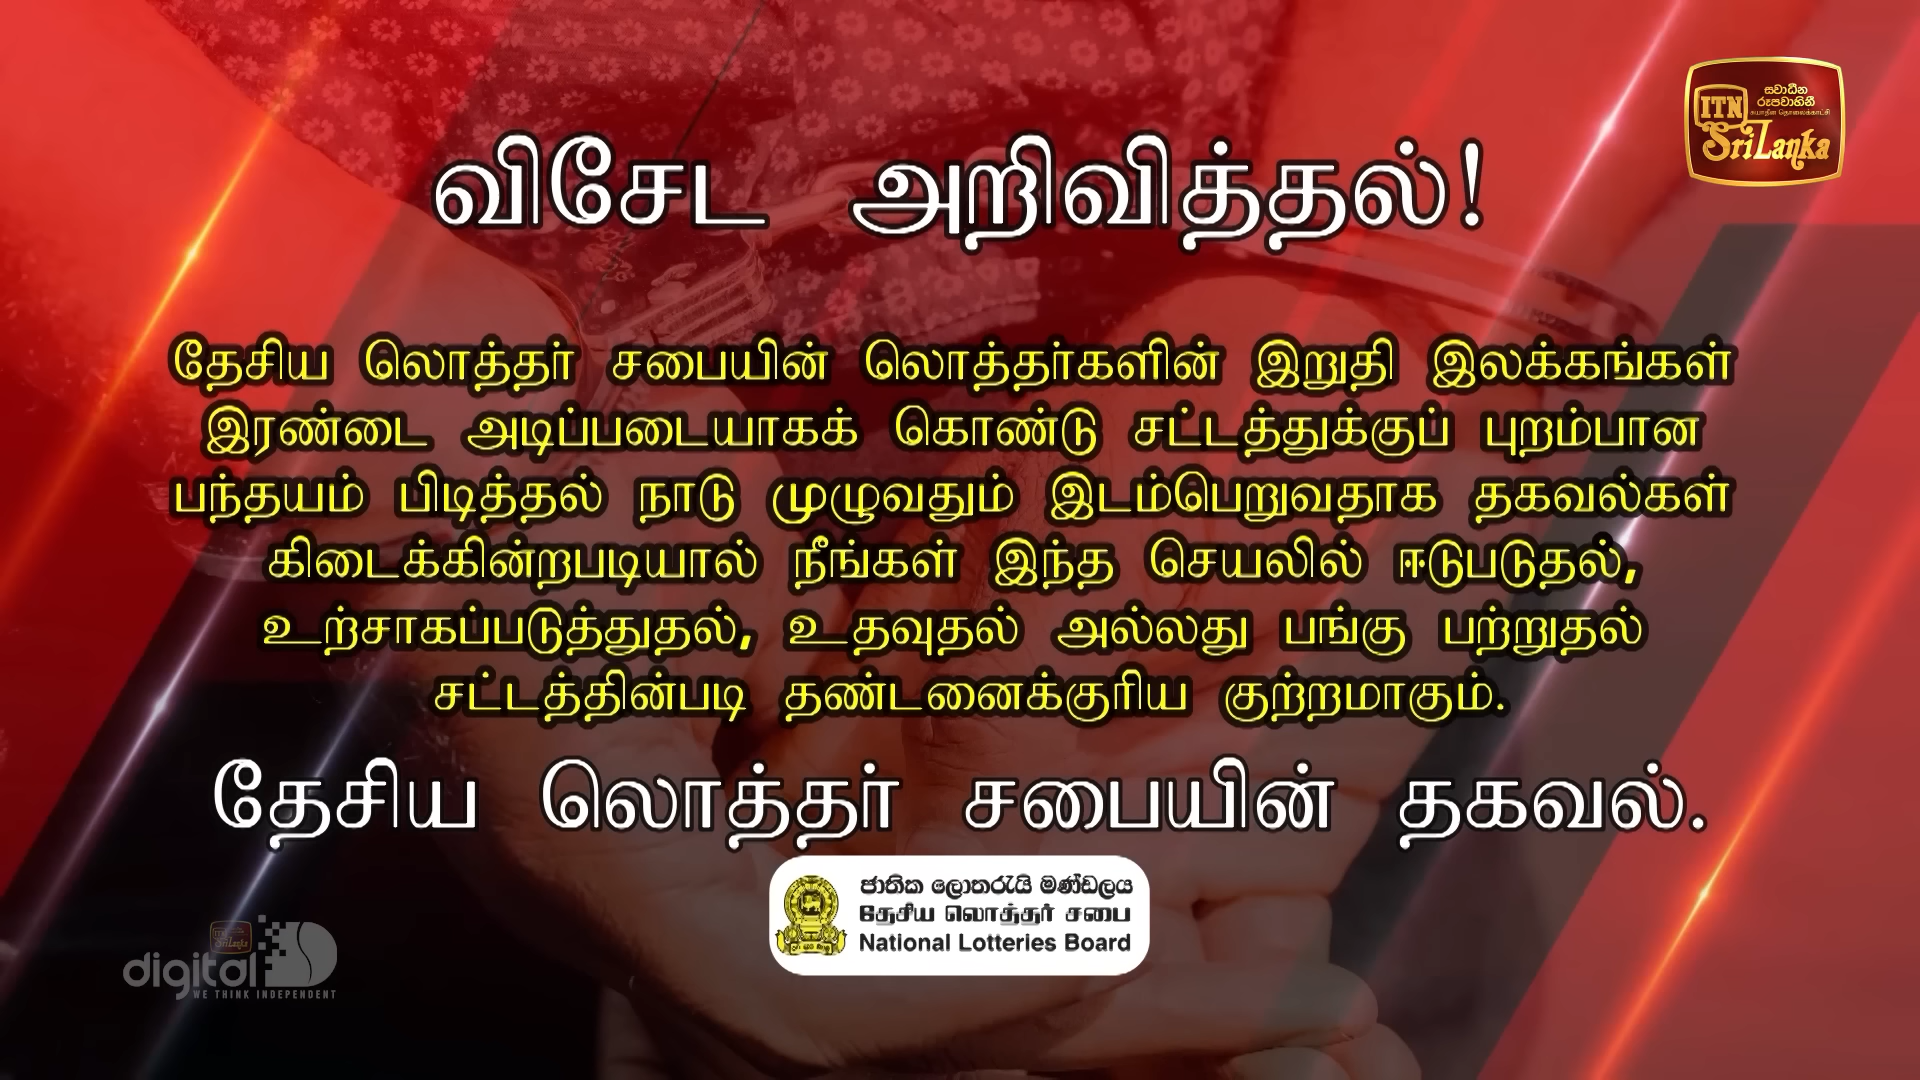 ITN
සවාධීන
රූපවාහිනී
சுயாதீன தொலைக்காட்சி
SriLanka
விசேட அறிவித்தல்!
தேசிய லொத்தர் சபையின் லொத்தர்களின் இறுதி இலக்கங்கள்
இரண்டை அடிப்படையாகக் கொண்டு சட்டத்துக்குப் புறம்பான
பந்தயம் பிடித்தல் நாடு முழுவதும் இடம்பெறுவதாக தகவல்கள்
கிடைக்கின்றபடியால் நீங்கள் இந்த செயலில் ஈடுபடுதல்,
உற்சாகப்படுத்துதல், உதவுதல் அல்லது பங்கு பற்றுதல்
சட்டத்தின்படி தண்டனைக்குரிய குற்றமாகும்.
தேசிய லொத்தர் சபையின் தகவல்.
ජාතික ලොතරැයි මණ්ඩලය
தேசிய லொத்தர் சபை
National Lotteries Board
digital
WE THINK INDEPENDENT